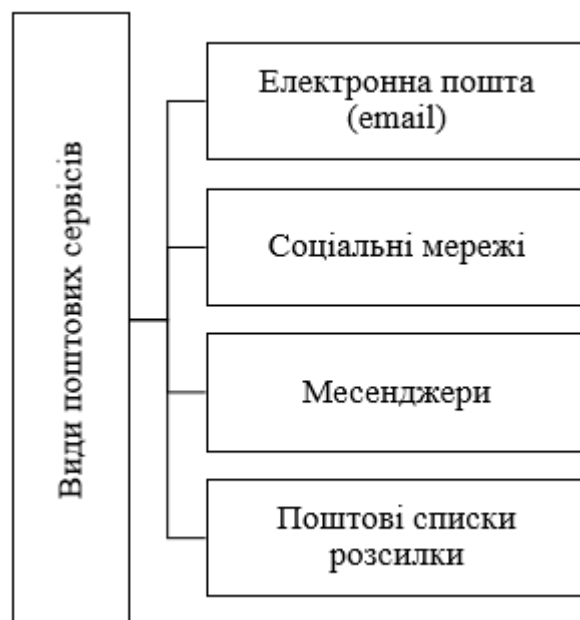 Види поштових сервісів
Електронна пошта
(email)
Соціальні мережі
Месенджери
Поштові списки
розсилки